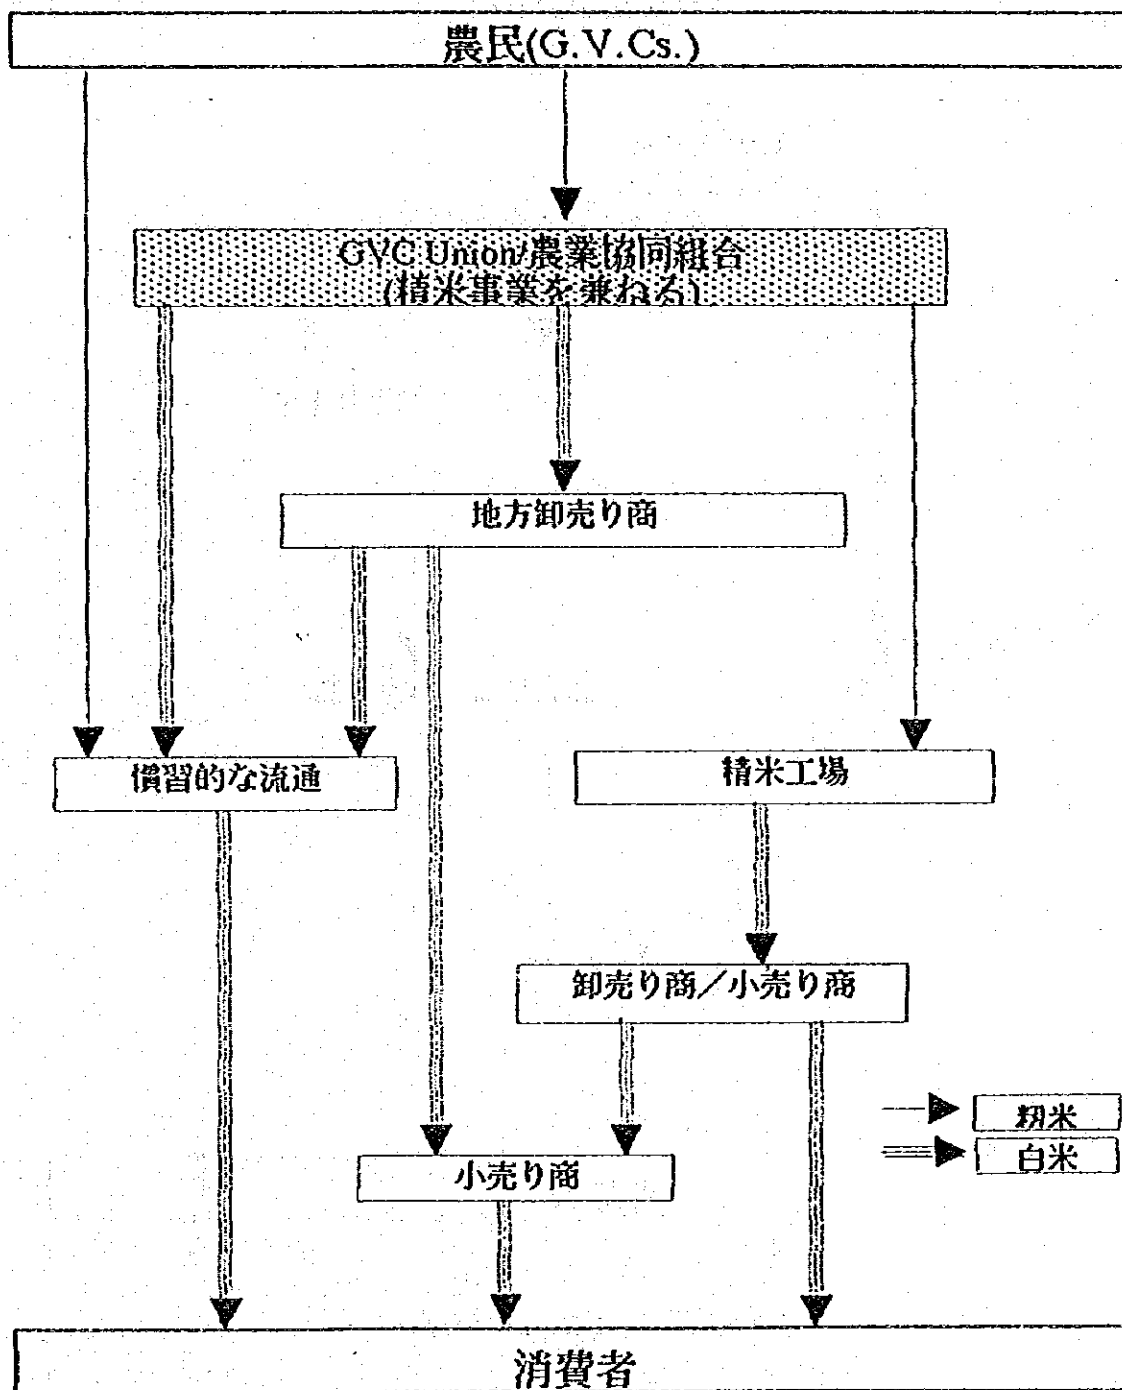 農民(G.V.Cs.)
GVC Union/農業協同組合
(精米事業を兼ねる)
地方卸売り商
慣習的な流通
精米工場
卸売り商／小売り商
籾米
白米
小売り商
消費者